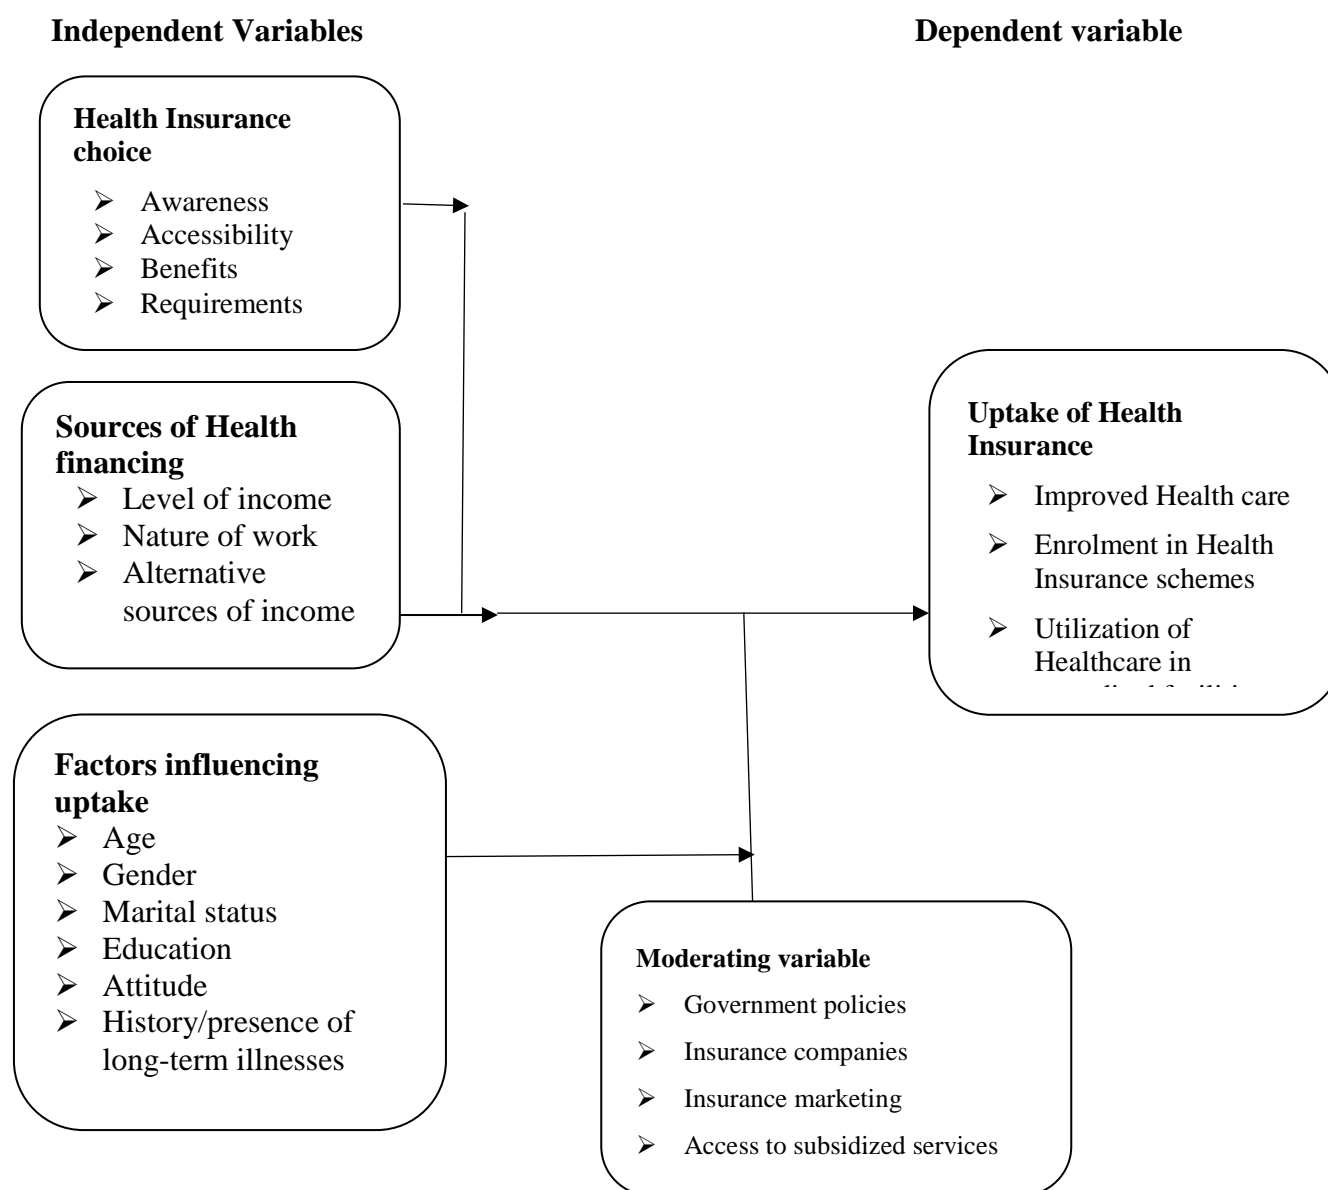 Independent Variables
Dependent variable
Health Insurance
choice
➢ Awareness
➢ Accessibility
➢ Benefits
➢ Requirements
Sources of Health
financing
➢ Level of income
➢ Nature of work
➢ Alternative
sources of income
Factors influencing
uptake
➢ Age
➢ Gender
➢ Marital status
➢ Education
➢ Attitude
➢ History/presence of
long-term illnesses
Uptake of Health
Insurance
➢ Improved Health care
➢ Enrolment in Health
Insurance schemes
➢ Utilization of
Healthcare in
Moderating variable
➢ Government policies
➢ Insurance companies
➢ Insurance marketing
➢ Access to subsidized services